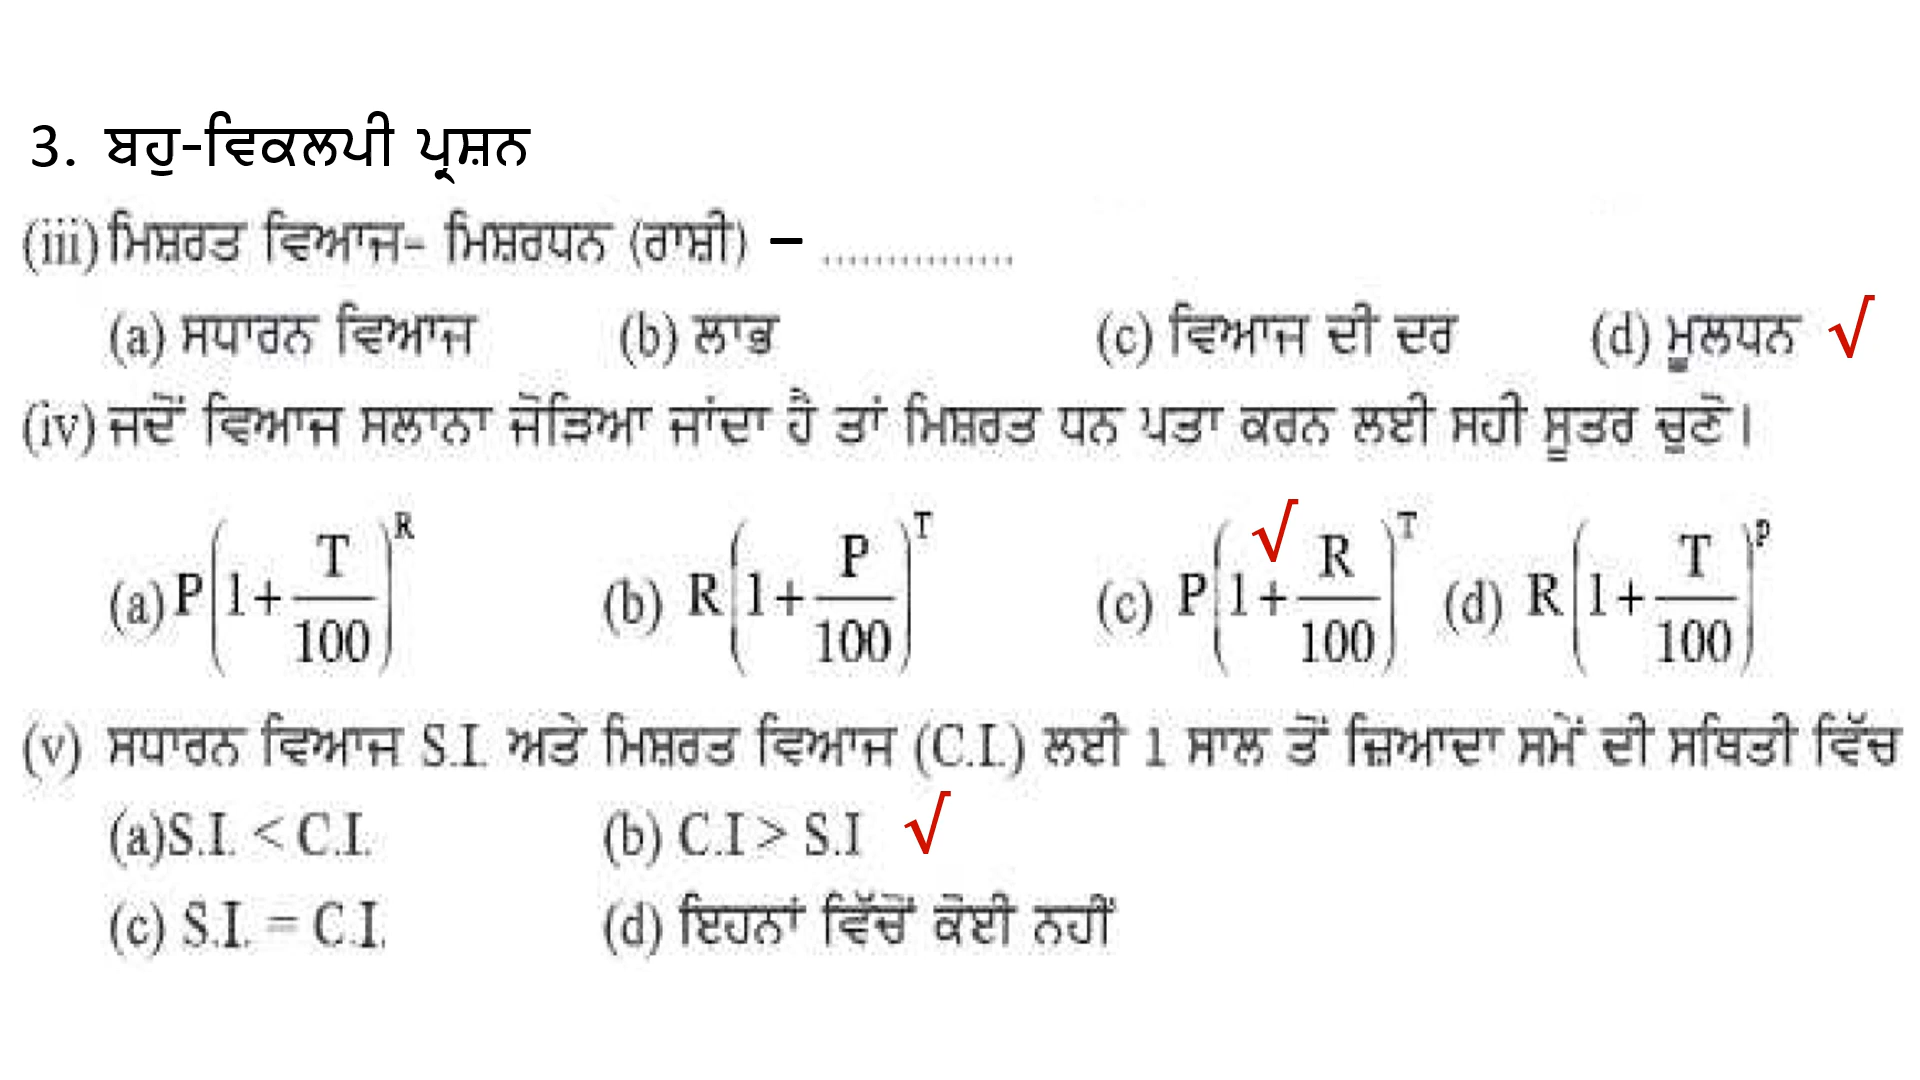 3. ਬਹੁ-ਵਿਕਲਪੀ ਪ੍ਰਸ਼ਨ
(iii) ਮਿਸ਼ਰਤ ਵਿਆਜ- ਮਿਸ਼ਰਧਨ (ਰਾਸ਼ੀ) – ...............
(a) ਸਧਾਰਨ ਵਿਆਜ (b) ਲਾਭ (c) ਵਿਆਜ ਦੀ ਦਰ (d) ਮੂਲਧਨ √
(iv) ਜਦੋਂ ਵਿਆਜ ਸਲਾਨਾ ਜੋੜਿਆ ਜਾਂਦਾ ਹੈ ਤਾਂ ਮਿਸ਼ਰਤ ਧਨ ਪਤਾ ਕਰਨ ਲਈ ਸਹੀ ਸੂਤਰ ਚੁਣੋ।
(a) P(1+T/100)^R (b) R(1+P/100)^T (c) √ P(1+R/100)^T (d) R(1+T/100)^P
(v) ਸਧਾਰਨ ਵਿਆਜ S.I. ਅਤੇ ਮਿਸ਼ਰਤ ਵਿਆਜ (C.I.) ਲਈ 1 ਸਾਲ ਤੋਂ ਜ਼ਿਆਦਾ ਸਮੇਂ ਦੀ ਸਥਿਤੀ ਵਿੱਚ
(a)S.I. < C.I. (b) C.I > S.I √
(c) S.I. = C.I. (d) ਇਹਨਾਂ ਵਿੱਚੋਂ ਕੋਈ ਨਹੀਂ